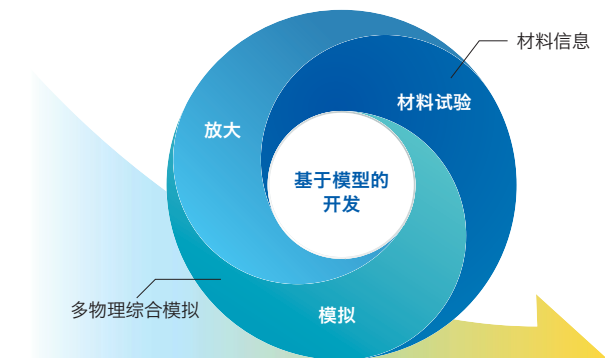 材料信息
材料试验
放大
基于模型的
开发
多物理综合模拟
模拟